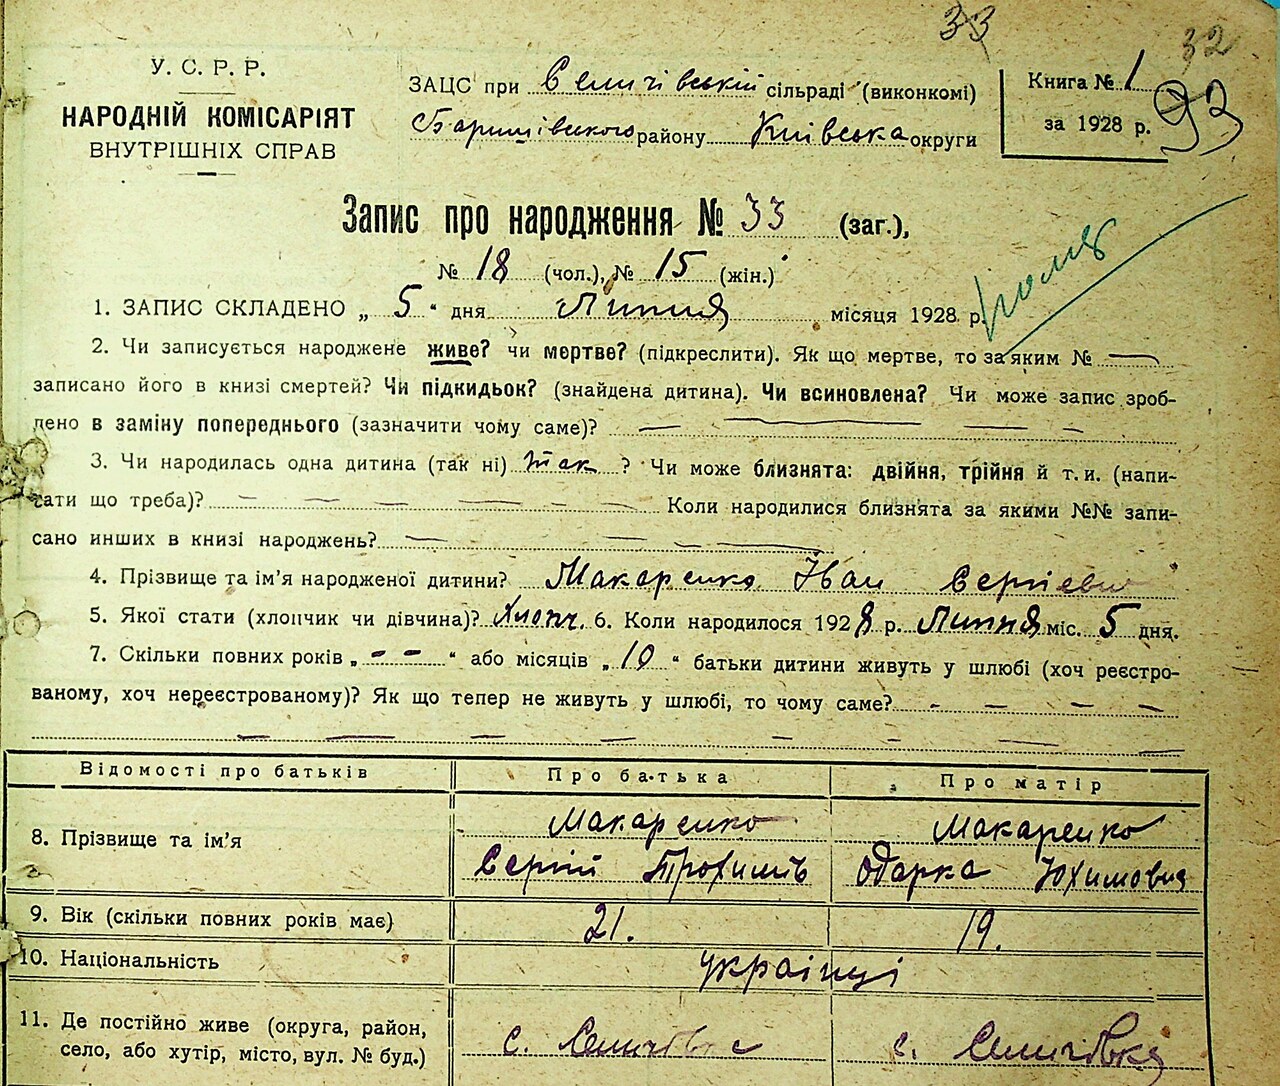 33
32
У. С. Р. Р.
НАРОДНІЙ КОМІСАРІЯТ
ВНУТРІШНІХ СПРАВ
ЗАЦС при Селичівській сільраді (виконкомі)
Баришівского району Київська округи
Книга № 1
за 1928 р.
93
Запис про народження № 33 (заг.),
№ 18 (чол.), № 15 (жін.)
1. ЗАПИС СКЛАДЕНО „ 5 “ дня Липня місяця 1928 р.
2. Чи записується народжене живе? чи мертве? (підкреслити). Як що мертве, то за яким № —
записано його в книзі смертей? Чи підкидьок? (знайдена дитина). Чи всиновлена? Чи може запис зроб-
лено в заміну попереднього (зазначити чому саме)? — — — —
3. Чи народилась одна дитина (так ні) так ? Чи може близнята: двійня, трійня й т. и. (напи-
сати що треба)? — — — — — — Коли народилися близнята за якими №№ запи-
сано инших в книзі народжень? — — — —
4. Прізвище та ім’я народженої дитини? Макаренко Іван Сергієвич
5. Якої стати (хлопчик чи дівчина)? Хлопч. 6. Коли народилося 1928 р. Липня міс. 5 дня.
7. Скільки повних років „ - - “ або місяців „ 10 “ батьки дитини живуть у шлюбі (хоч реєстро-
ваному, хоч нереєстрованому)? Як що тепер не живуть у шлюбі, то чому саме? - — — —
— — — — — — — —
Відомості про батьків Про батька Про матір
8. Прізвище та ім’я Макаренко Сергій Трохимів Макаренко Одарка Юхимовна
9. Вік (скільки повних років має) 21. 19.
10. Національність українці
11. Де постійно живе (округа, район,
село, або хутір, місто, вул. № буд.) с. Селичівка с. Селичівка